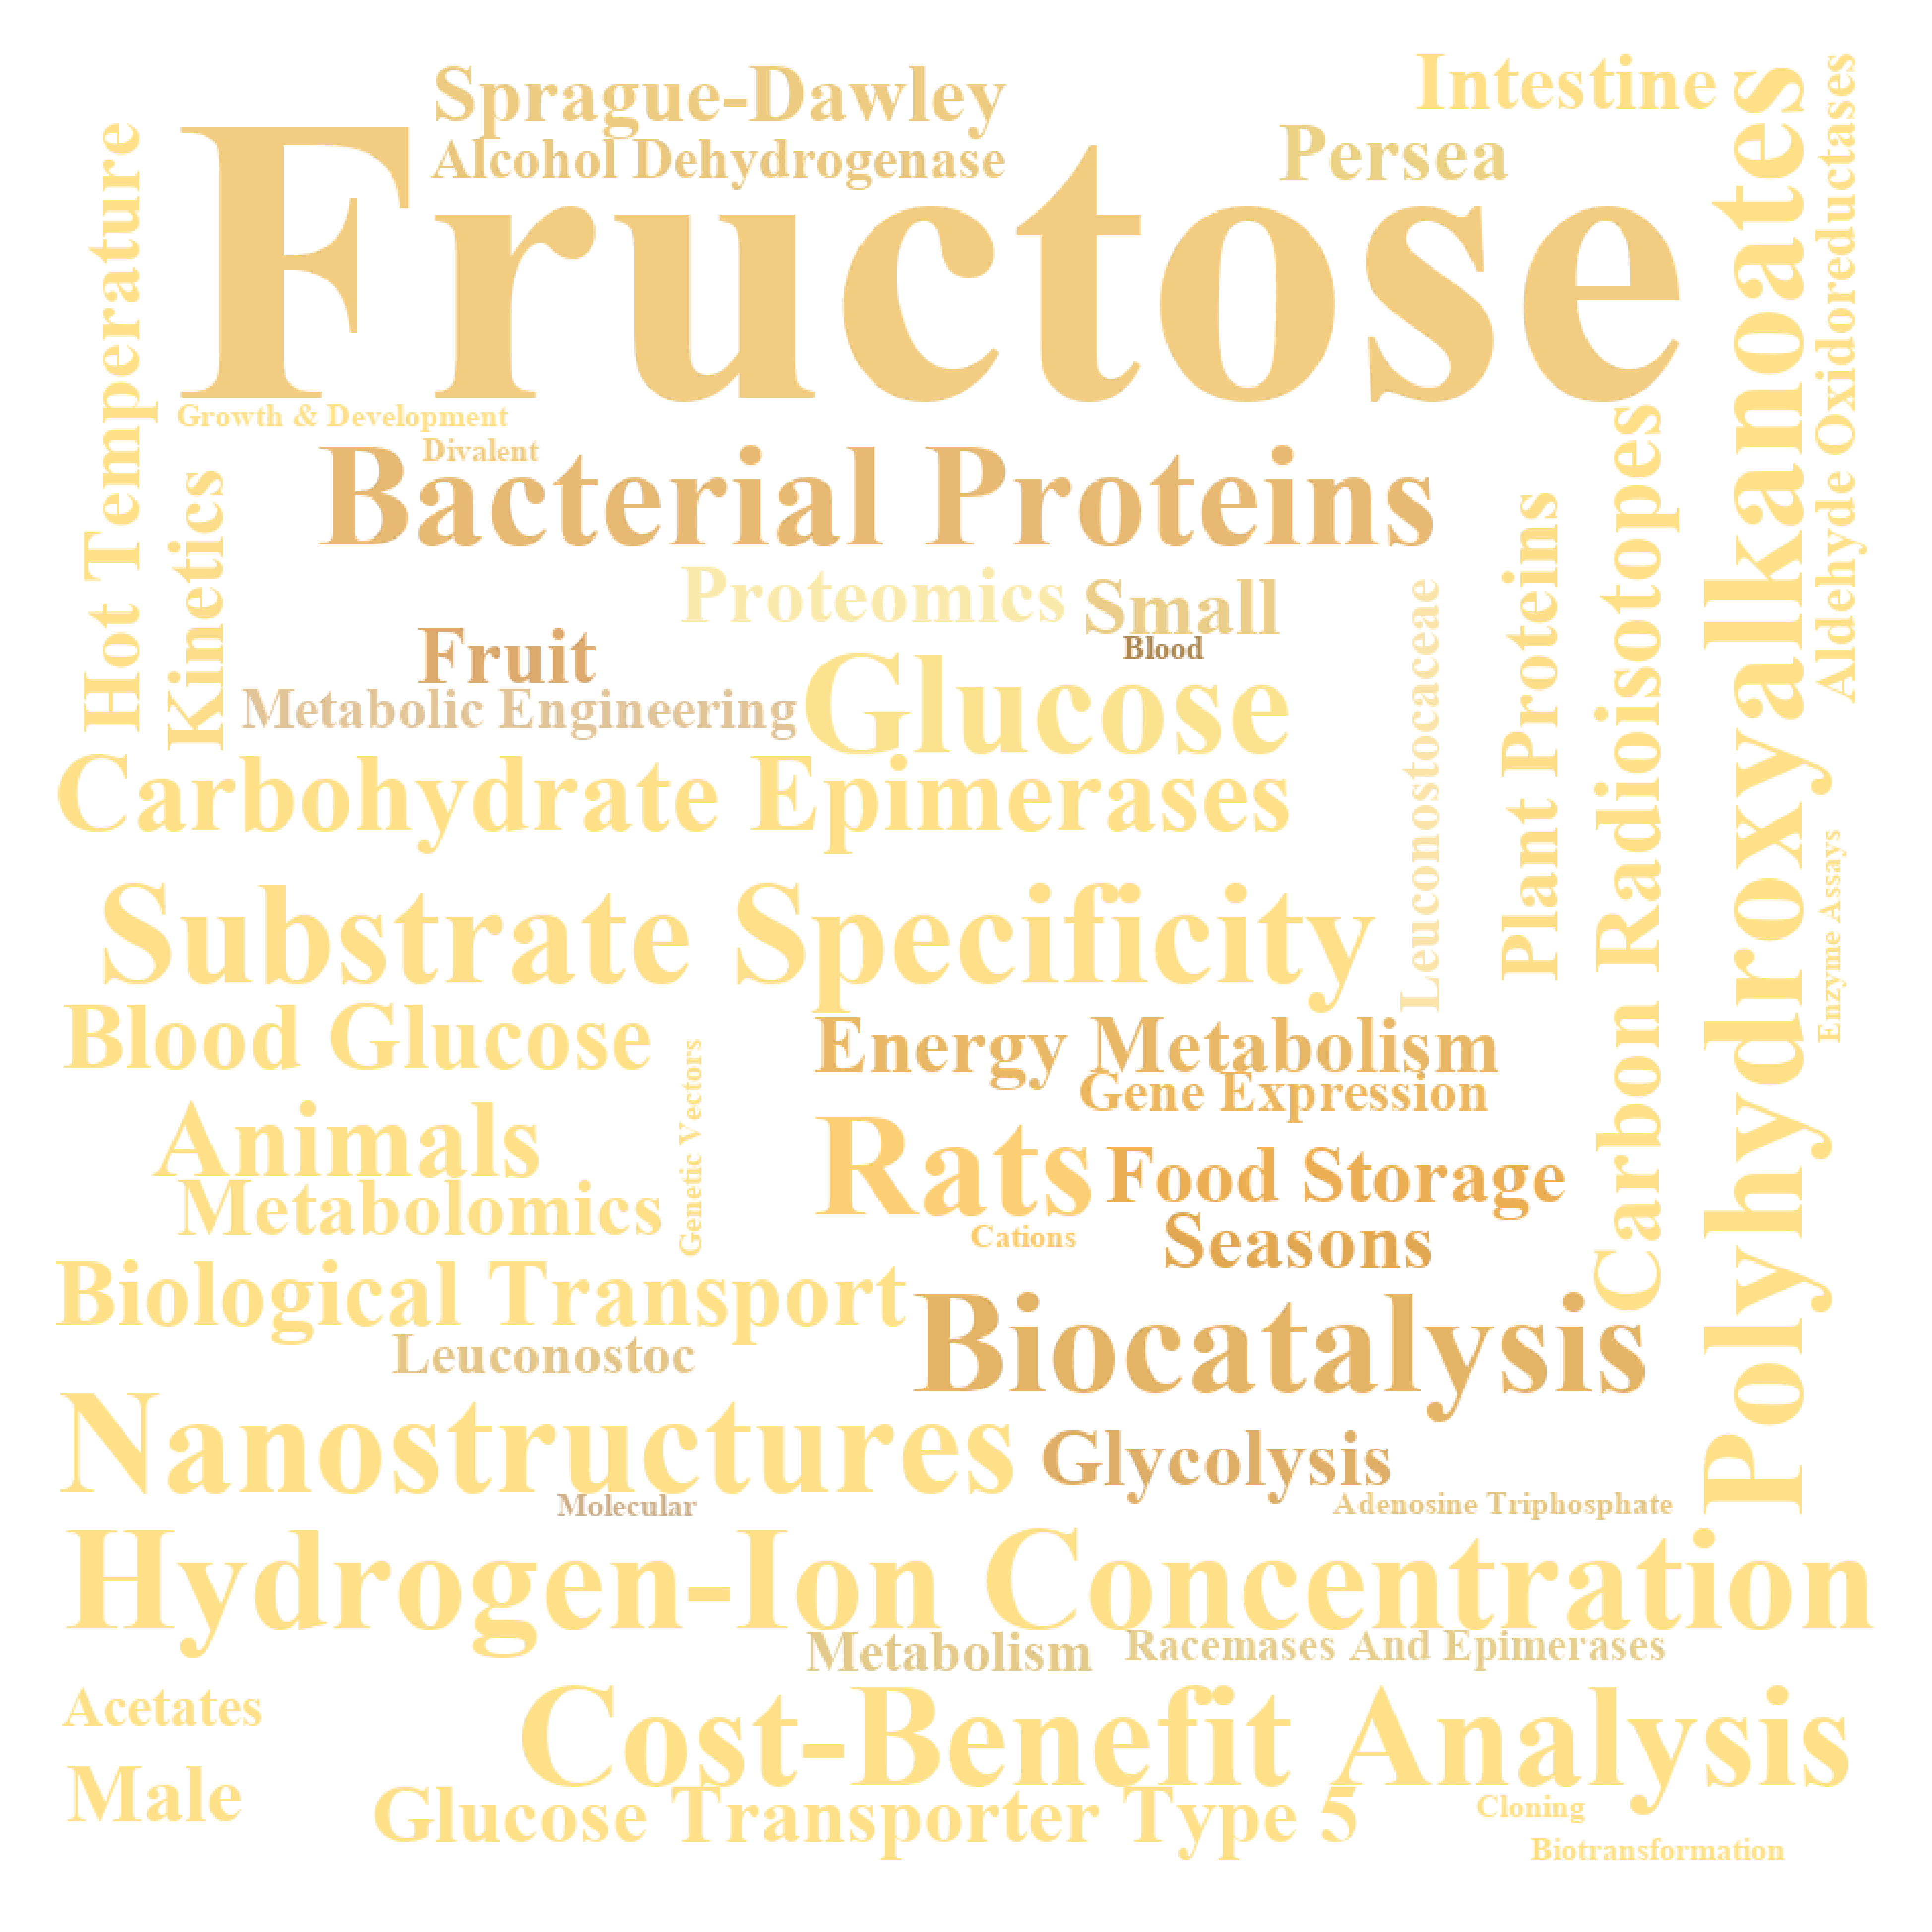 Sprague-Dawley
Intestine
Alcohol Dehydrogenase
Persea
Fructose
Hot Temperature
Polyhydroxyalkanoates
Aldehyde Oxidoreductases
Growth & Development
Divalent
Bacterial Proteins
Kinetics
Carbon Radioisotopes
Plant Proteins
Proteomics
Small
Leuconostocaceae
Fruit
Blood
Glucose
Metabolic Engineering
Carbohydrate Epimerases
Enzyme Assays
Substrate Specificity
Blood Glucose
Energy Metabolism
Genetic Vectors
Gene Expression
Animals
Rats
Food Storage
Metabolomics
Cations
Seasons
Biological Transport
Biocatalysis
Leuconostoc
Nanostructures
Glycolysis
Molecular
Adenosine Triphosphate
Hydrogen-Ion Concentration
Metabolism
Racemases And Epimerases
Acetates
Cost-Benefit Analysis
Male
Glucose Transporter Type 5
Cloning
Biotransformation